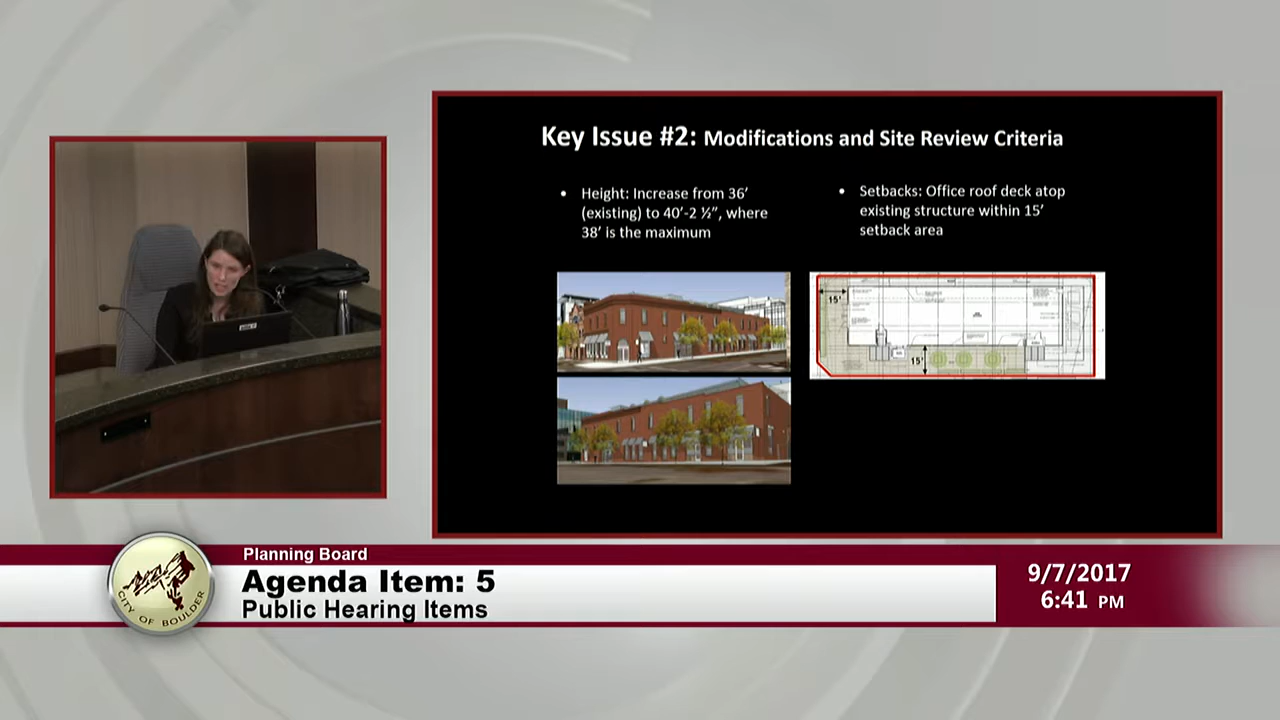 Key Issue #2: Modifications and Site Review Criteria
• Height: Increase from 36’
(existing) to 40’-2 ½”, where
38’ is the maximum
• Setbacks: Office roof deck atop
existing structure within 15’
setback area
15'
15'
Planning Board
Agenda Item: 5
Public Hearing Items
CITY OF BOULDER
9/7/2017
6:41 PM